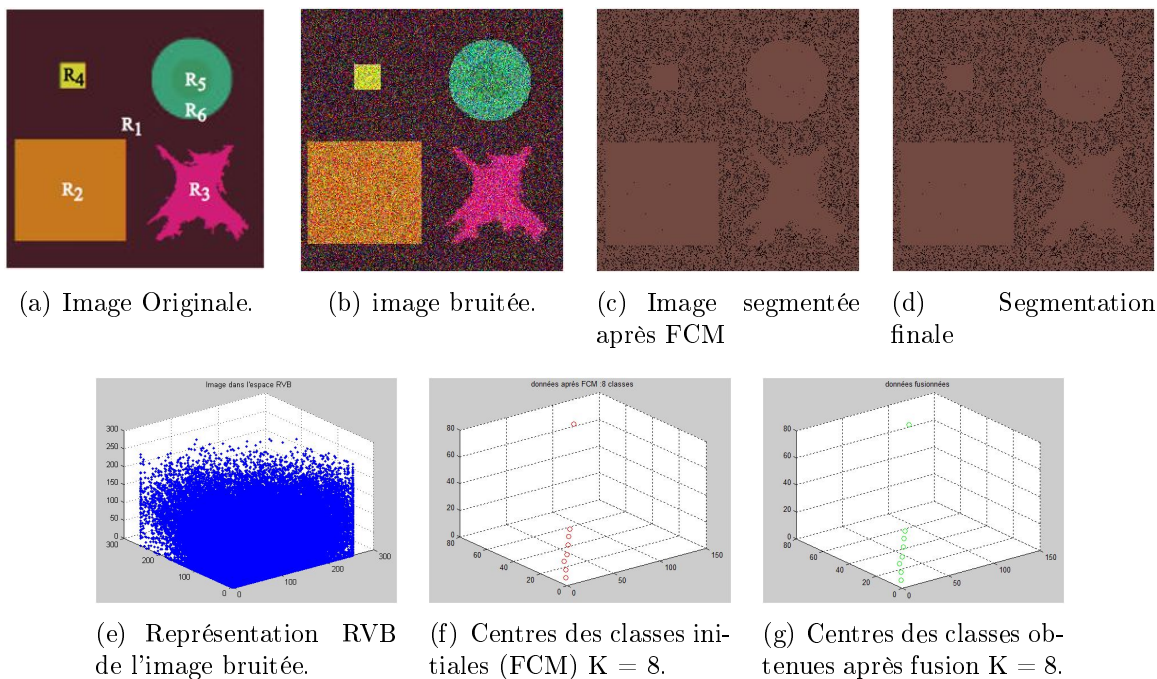 R4
R5
R6
R1
R2
R3
(a) Image Originale.
(b) image bruitée.
(c) Image segmentée
après FCM
(d) Segmentation
finale
Image dans l'espace RVB
300
250
200
150
100
50
0
300
200
100
0
0
100
200
300
données après FCM :8 classes
80
60
40
20
0
80
60
40
20
0
0
50
100
150
données fusionnées
80
60
40
20
0
80
60
40
20
0
0
50
100
150
(e) Représentation RVB
de l'image bruitée.
(f) Centres des classes ini-
tiales (FCM) K = 8.
(g) Centres des classes ob-
tenues après fusion K = 8.